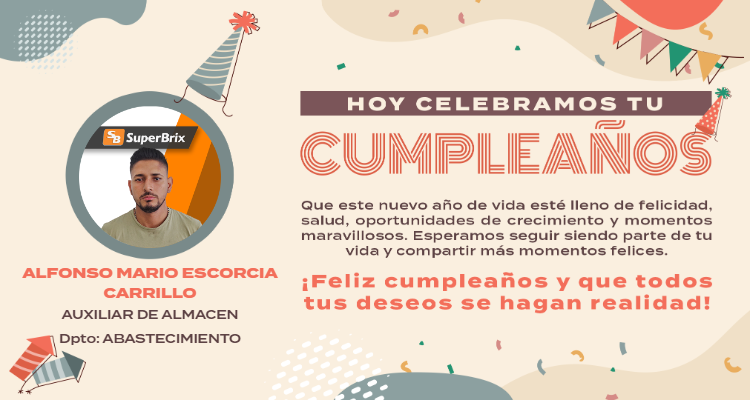 SB SuperBrix
ALFONSO MARIO ESCORCIA
CARRILLO
AUXILIAR DE ALMACEN
Dpto: ABASTECIMIENTO
HOY CELEBRAMOS TU
CUMPLEAÑOS
Que este nuevo año de vida esté lleno de felicidad,
salud, oportunidades de crecimiento y momentos
maravillosos. Esperamos seguir siendo parte de tu
vida y compartir más momentos felices.
¡Feliz cumpleaños y que todos
tus deseos se hagan realidad!